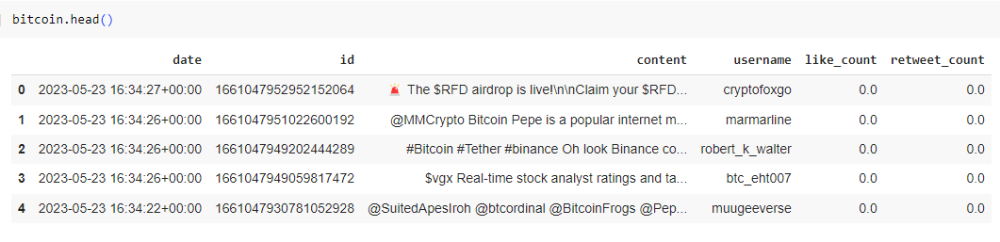 bitcoin.head()
date id content username like_count retweet_count
0 2023-05-23 16:34:27+00:00 1661047952952152064 🚨 The $RFD airdrop is live!\n\nClaim your $RFD... cryptofoxgo 0.0 0.0
1 2023-05-23 16:34:26+00:00 1661047951022600192 @MMCrypto Bitcoin Pepe is a popular internet m... marmarline 0.0 0.0
2 2023-05-23 16:34:26+00:00 1661047949202444289 #Bitcoin #Tether #binance Oh look Binance co... robert_k_walter 0.0 0.0
3 2023-05-23 16:34:26+00:00 1661047949059817472 $vgx Real-time stock analyst ratings and ta... btc_eht007 0.0 0.0
4 2023-05-23 16:34:22+00:00 1661047930781052928 @SuitedApesIroh @btcordinal @BitcoinFrogs @Pep... muugeeverse 0.0 0.0